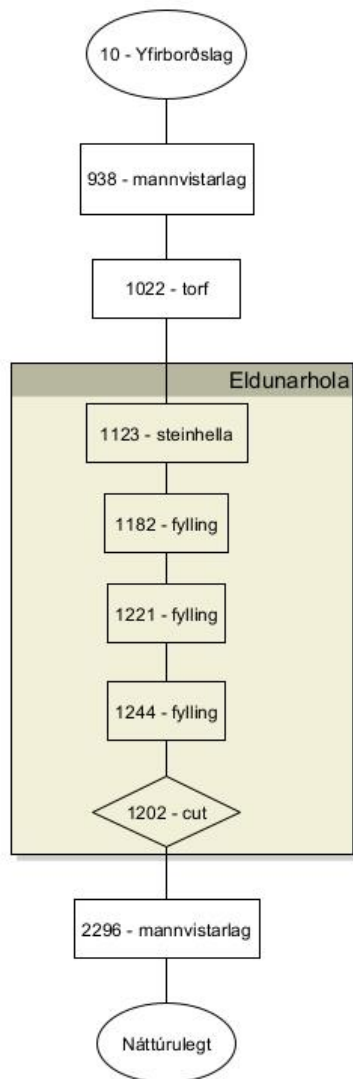 10 - Yfirborðslag
938 - mannvistarlag
1022 - torf
Eldunarhola
1123 - steinhella
1182 - fylling
1221 - fylling
1244 - fylling
1202 - cut
2296 - mannvistarlag
Náttúrulegt